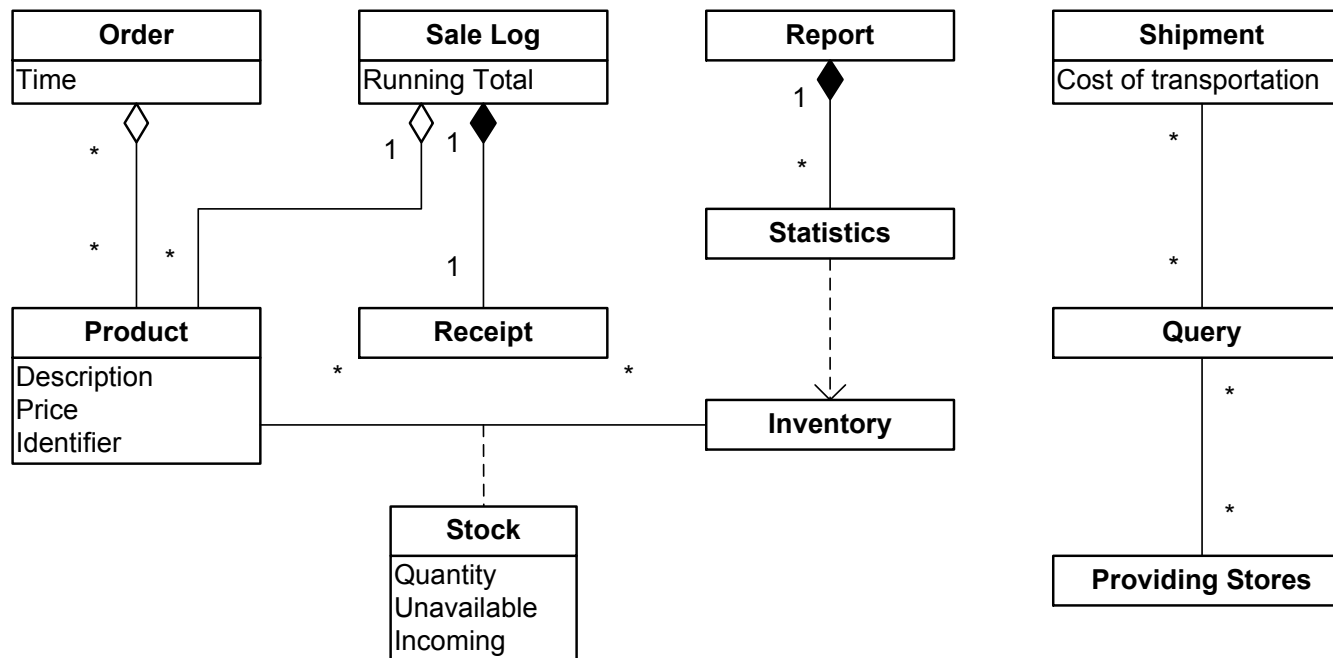 Order
Time
Sale Log
Running Total
Report
Shipment
Cost of transportation
*
1
1
1
*
*
*
Statistics
*
*
1
*
Product
Description
Price
Identifier
Receipt
Query
*
*
*
Inventory
*
Stock
Quantity
Unavailable
Incoming
Providing Stores